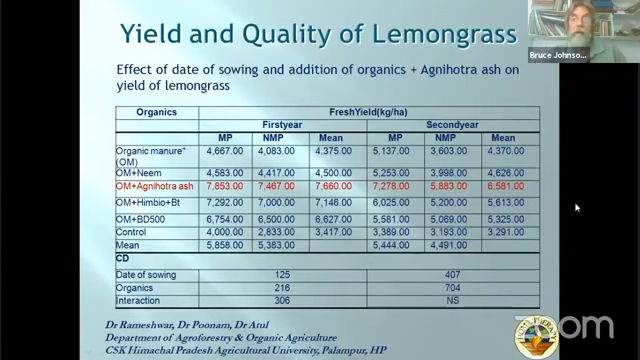 Bruce Johnson...
Yield and Quality of Lemongrass
Effect of date of sowing and addition of organics + Agnihotra ash on
yield of lemongrass
Organics FreshYield(kg/ha)
Firstyear Secondyear
MP NMP Mean MP NMP Mean
Organic manure* (OM) 4,667.00 4,083.00 4,375.00 5,137.00 3,603.00 4,370.00
OM+Neem 4,583.00 4,417.00 4,500.00 5,253.00 3,998.00 4,626.00
OM+Agnihotra ash 7,853.00 7,467.00 7,660.00 7,278.00 5,883.00 6,581.00
OM+Himbio+Bt 7,292.00 7,000.00 7,146.00 6,025.00 5,200.00 5,613.00
OM+BD500 6,754.00 6,500.00 6,627.00 5,581.00 5,069.00 5,325.00
Control 4,000.00 2,833.00 3,417.00 3,389.00 3,193.00 3,291.00
Mean 5,858.00 5,383.00 5,444.00 4,491.00
CD
Date of sowing 125 407
Organics 216 704
Interaction 306 NS
Dr Rameshwar, Dr Poonam, Dr Atul
Department of Agroforestry & Organic Agriculture
CSK Himachal Pradesh Agricultural University, Palampur, HP
zoom